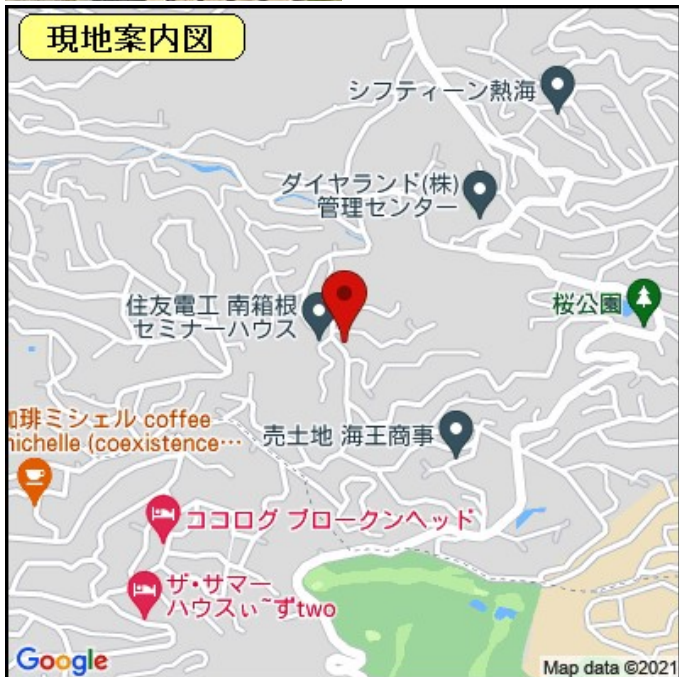 現地案内図
シフティーン熱海
ダイヤランド(株)
管理センター
住友電工 南箱根
セミナーハウス
桜公園
珈琲ミシェル coffee
michelle (coexistence…
売土地 海王商事
ココログ ブロークンヘッド
ザ・サマー
ハウスぃ~ずtwo
Google
Map data ©2021